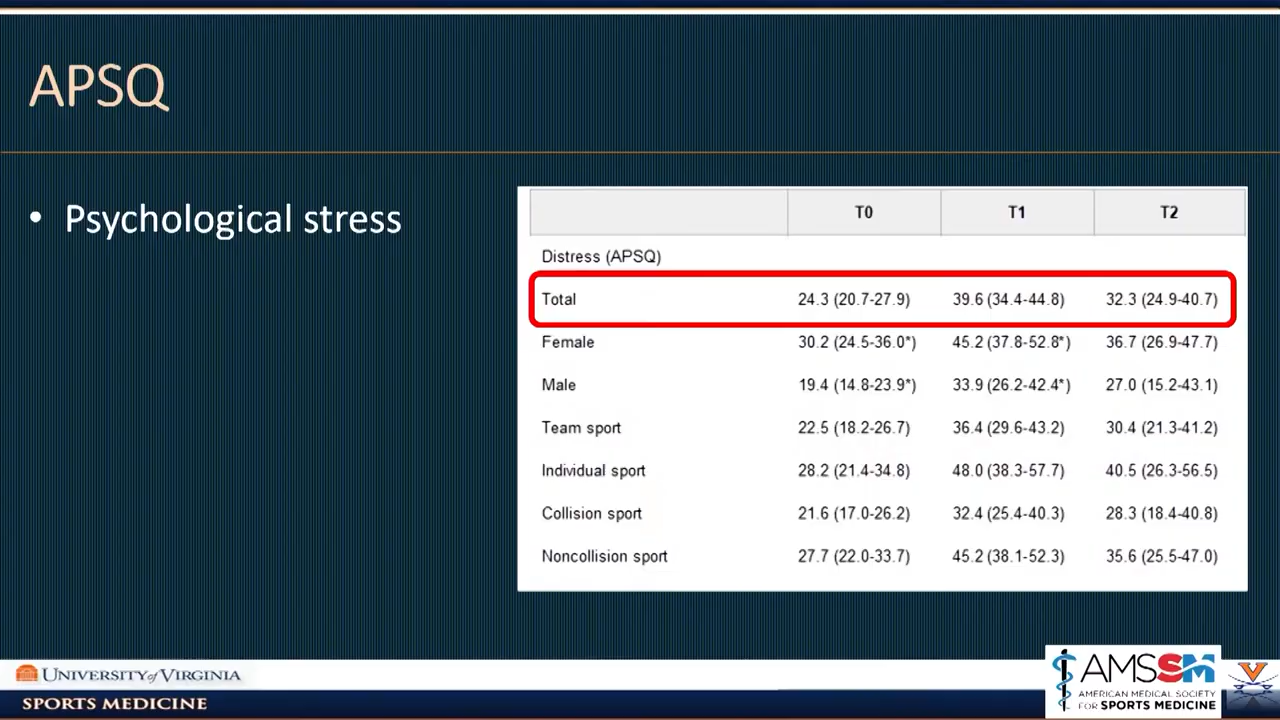 APSQ
• Psychological stress
T0 T1 T2
Distress (APSQ)
Total 24.3 (20.7-27.9) 39.6 (34.4-44.8) 32.3 (24.9-40.7)
Female 30.2 (24.5-36.0*) 45.2 (37.8-52.8*) 36.7 (26.9-47.7)
Male 19.4 (14.8-23.9*) 33.9 (26.2-42.4*) 27.0 (15.2-43.1)
Team sport 22.5 (18.2-26.7) 36.4 (29.6-43.2) 30.4 (21.3-41.2)
Individual sport 28.2 (21.4-34.8) 48.0 (38.3-57.7) 40.5 (26.3-56.5)
Collision sport 21.6 (17.0-26.2) 32.4 (25.4-40.3) 28.3 (18.4-40.8)
Noncollision sport 27.7 (22.0-33.7) 45.2 (38.1-52.3) 35.6 (25.5-47.0)
UNIVERSITY of VIRGINIA
SPORTS MEDICINE
AMSSM
AMERICAN MEDICAL SOCIETY
FOR SPORTS MEDICINE